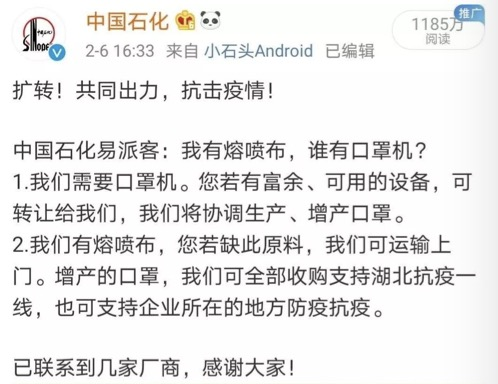 中国石化
推广
1185万
阅读
2-6 16:33 来自 小石头Android 已编辑
扩转！共同出力，抗击疫情！
中国石化易派客：我有熔喷布，谁有口罩机？
1.我们需要口罩机。您若有富余、可用的设备，可
转让给我们，我们将协调生产、增产口罩。
2.我们有熔喷布，您若缺此原料，我们可运输上
门。增产的口罩，我们可全部收购支持湖北抗疫一
线，也可支持企业所在的地方防疫抗疫。
已联系到几家厂商，感谢大家！